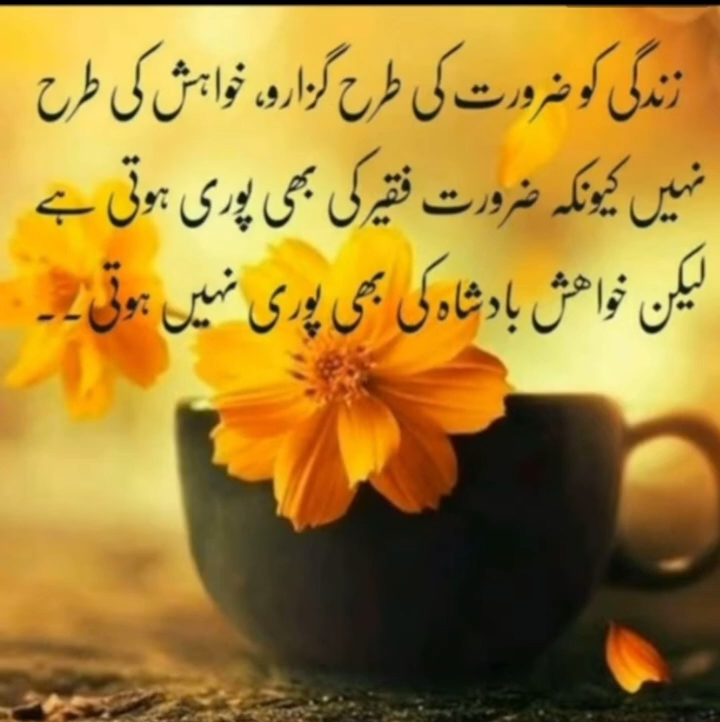 زندگی کو ضرورت کی طرح گزارو، خواہش کی طرح
نہیں کیونکہ ضرورت فقیر کی بھی پوری ہوتی ہے
لیکن خواھش بادشاہ کی بھی پوری نہیں ہوتی۔۔